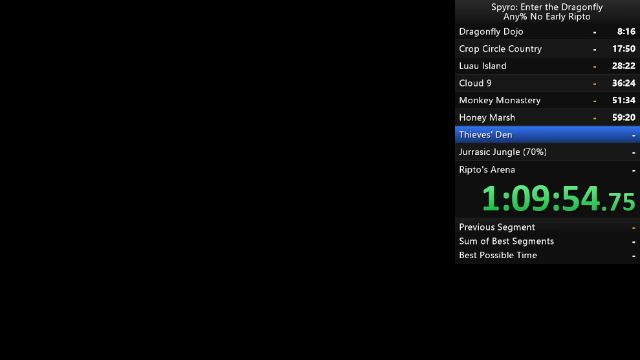 Spyro: Enter the Dragonfly
Any% No Early Ripto
Dragonfly Dojo - 8:16
Crop Circle Country - 17:50
Luau Island - 28:22
Cloud 9 - 36:24
Monkey Monastery - 51:34
Honey Marsh - 59:20
Thieves' Den -
Jurrasic Jungle (70%) -
Ripto's Arena -
1:09:54.75
Previous Segment -
Sum of Best Segments -
Best Possible Time -